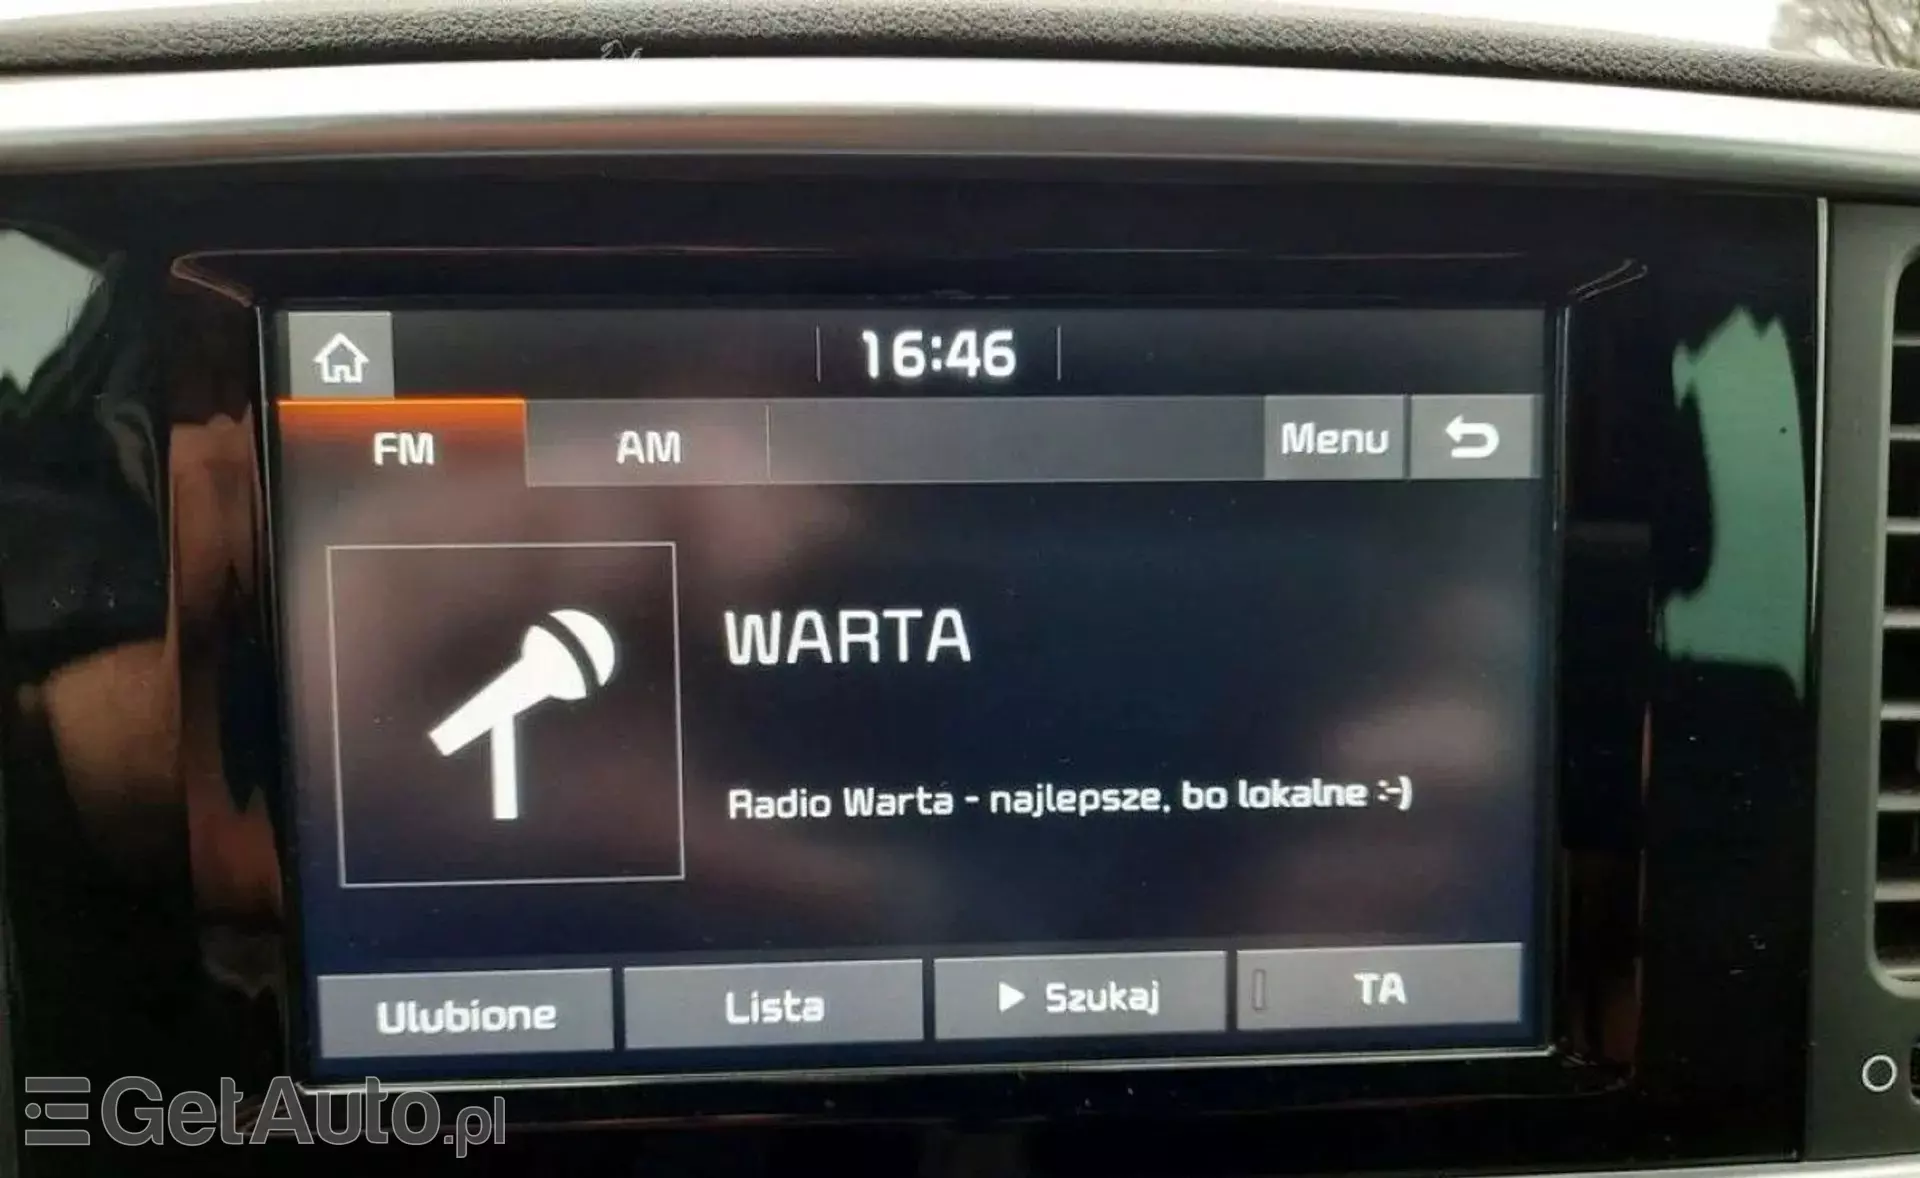 16:46
FM AM Menu
WARTA
Radio Warta - najlepsze, bo lokalne :-)
Ulubione Lista Szukaj TA
GetAuto.pl